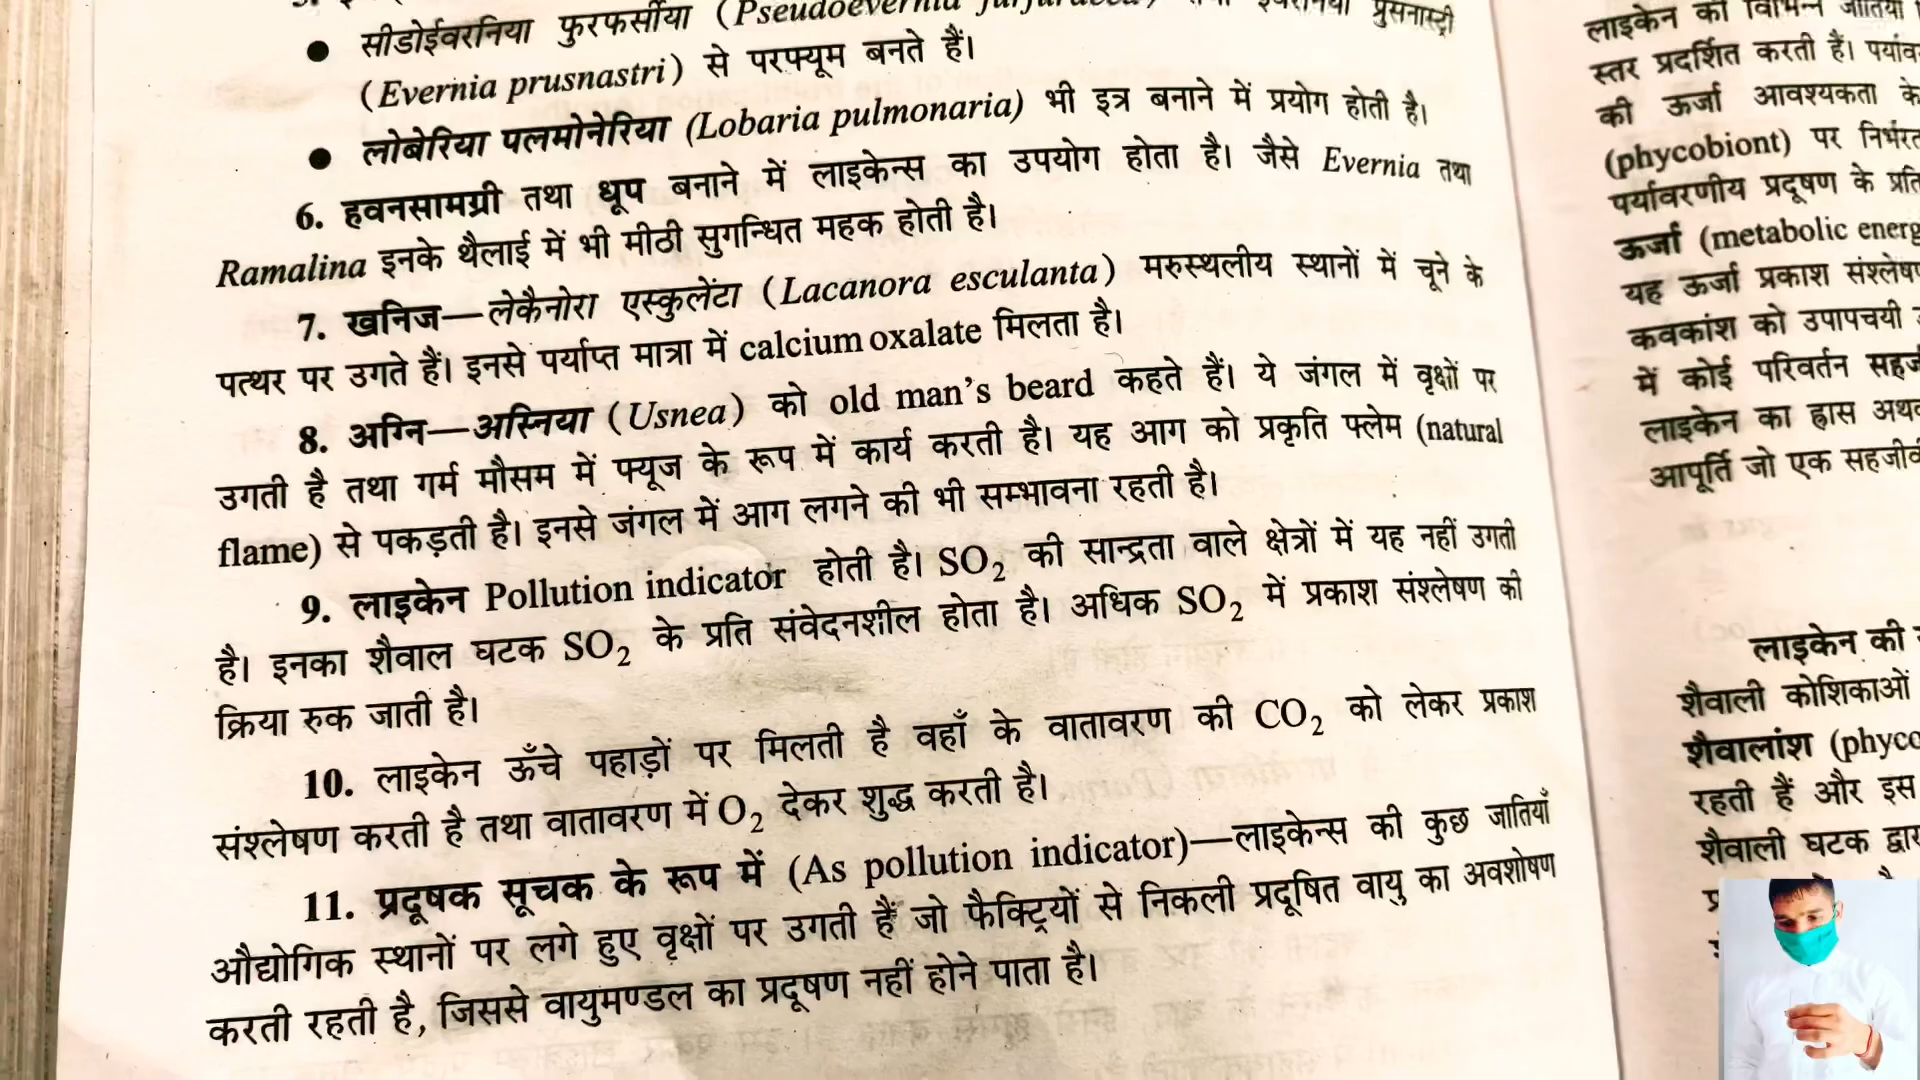 सीडोईवरनिया फुरफर्सीया (Pseudoevernia
(Evernia prusnastri) से परफ्यूम बनते हैं।
लोबेरिया पलमोनेरिया (Lobaria pulmonaria) भी इत्र बनाने में प्रयोग होती है।
6. हवनसामग्री तथा धूप बनाने में लाइकेन्स का उपयोग होता है। जैसे Evernia तथा
Ramalina इनके थैलाई में भी मीठी सुगन्धित महक होती है।
7. खनिज—लेकैनोरा एस्कुलेंटा (Lacanora esculanta) मरुस्थलीय स्थानों में चूने के
पत्थर पर उगते हैं। इनसे पर्याप्त मात्रा में calcium oxalate मिलता है।
8. अग्नि—अस्निया (Usnea) को old man's beard कहते हैं। ये जंगल में वृक्षों पर
उगती है तथा गर्म मौसम में फ्यूज के रूप में कार्य करती है। यह आग को प्रकृति फ्लेम (natural
flame) से पकड़ती है। इनसे जंगल में आग लगने की भी सम्भावना रहती है।
9. लाइकेन Pollution indicator होती है। SO₂ की सान्द्रता वाले क्षेत्रों में यह नहीं उगती
है। इनका शैवाल घटक SO₂ के प्रति संवेदनशील होता है। अधिक SO₂ में प्रकाश संश्लेषण की
क्रिया रुक जाती है।
10. लाइकेन ऊँचे पहाड़ों पर मिलती है वहाँ के वातावरण की CO₂ को लेकर प्रकाश
संश्लेषण करती है तथा वातावरण में O₂ देकर शुद्ध करती है।
11. प्रदूषक सूचक के रूप में (As pollution indicator)—लाइकेन्स की कुछ जातियाँ
औद्योगिक स्थानों पर लगे हुए वृक्षों पर उगती हैं जो फैक्ट्रियों से निकली प्रदूषित वायु का अवशोषण
करती रहती है, जिससे वायुमण्डल का प्रदूषण नहीं होने पाता है।
लाइकेन की विभिन्न जातियाँ
स्तर प्रदर्शित करती हैं।
की ऊर्जा आवश्यकता के
(phycobiont) पर
पर्यावरणीय प्रदूषण के
ऊर्जा (metabolic
यह ऊर्जा प्रकाश
कवकांश को उपापचयी
में कोई परिवर्तन
लाइकेन का ह्रास
आपूर्ति जो एक
लाइकेन की
शैवाली कोशिकाओं
शैवालांश
रहती हैं और इस
शैवाली घटक